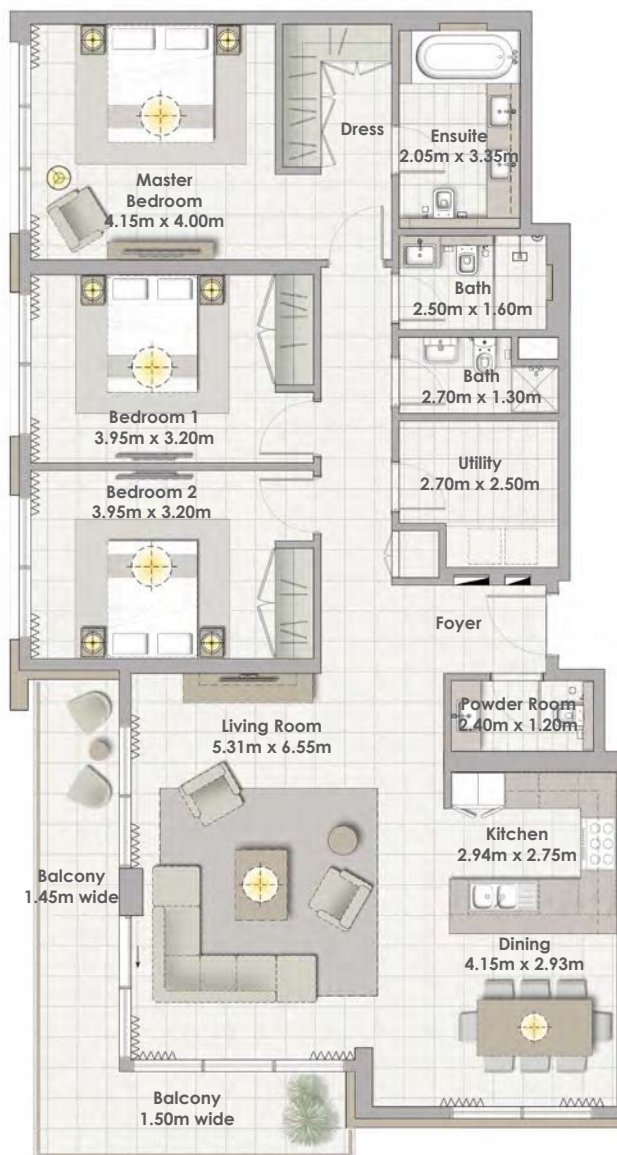 Dress
Ensuite
2.05m x 3.35m
Master
Bedroom
4.15m x 4.00m
Bath
2.50m x 1.60m
Bath
2.70m x 1.30m
Bedroom 1
3.95m x 3.20m
Utility
2.70m x 2.50m
Bedroom 2
3.95m x 3.20m
Foyer
Powder Room
2.40m x 1.20m
Living Room
5.31m x 6.55m
Kitchen
2.94m x 2.75m
Balcony
1.45m wide
Dining
4.15m x 2.93m
Balcony
1.50m wide